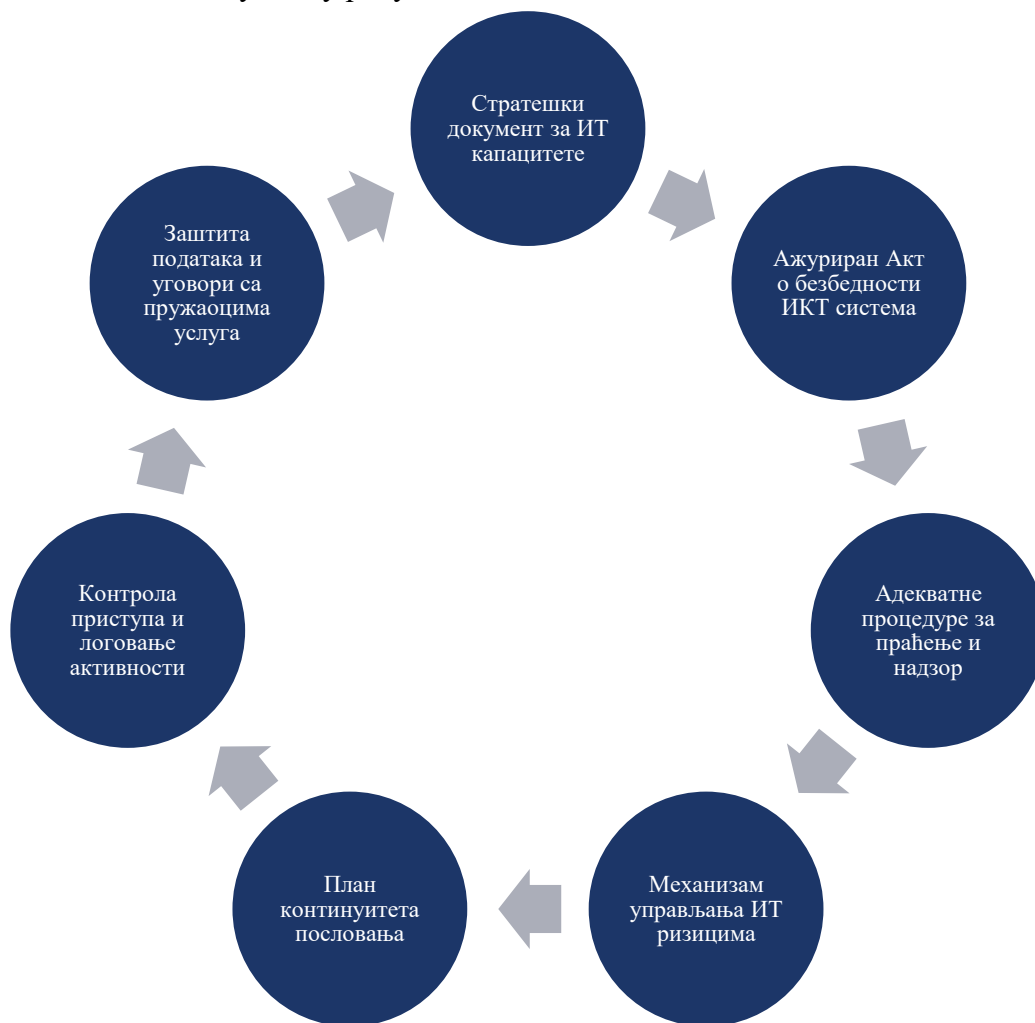 Стратешки
документ за ИТ
капацитете
Ажуриран Акт
о безбедности
ИКТ система
Адекватне
процедуре за
праћење и
надзор
Механизам
управљања ИТ
ризицима
План
континуитета
пословања
Контрола
приступа и
логовање
активности
Заштита
података и
уговори са
пружаоцима
услуга